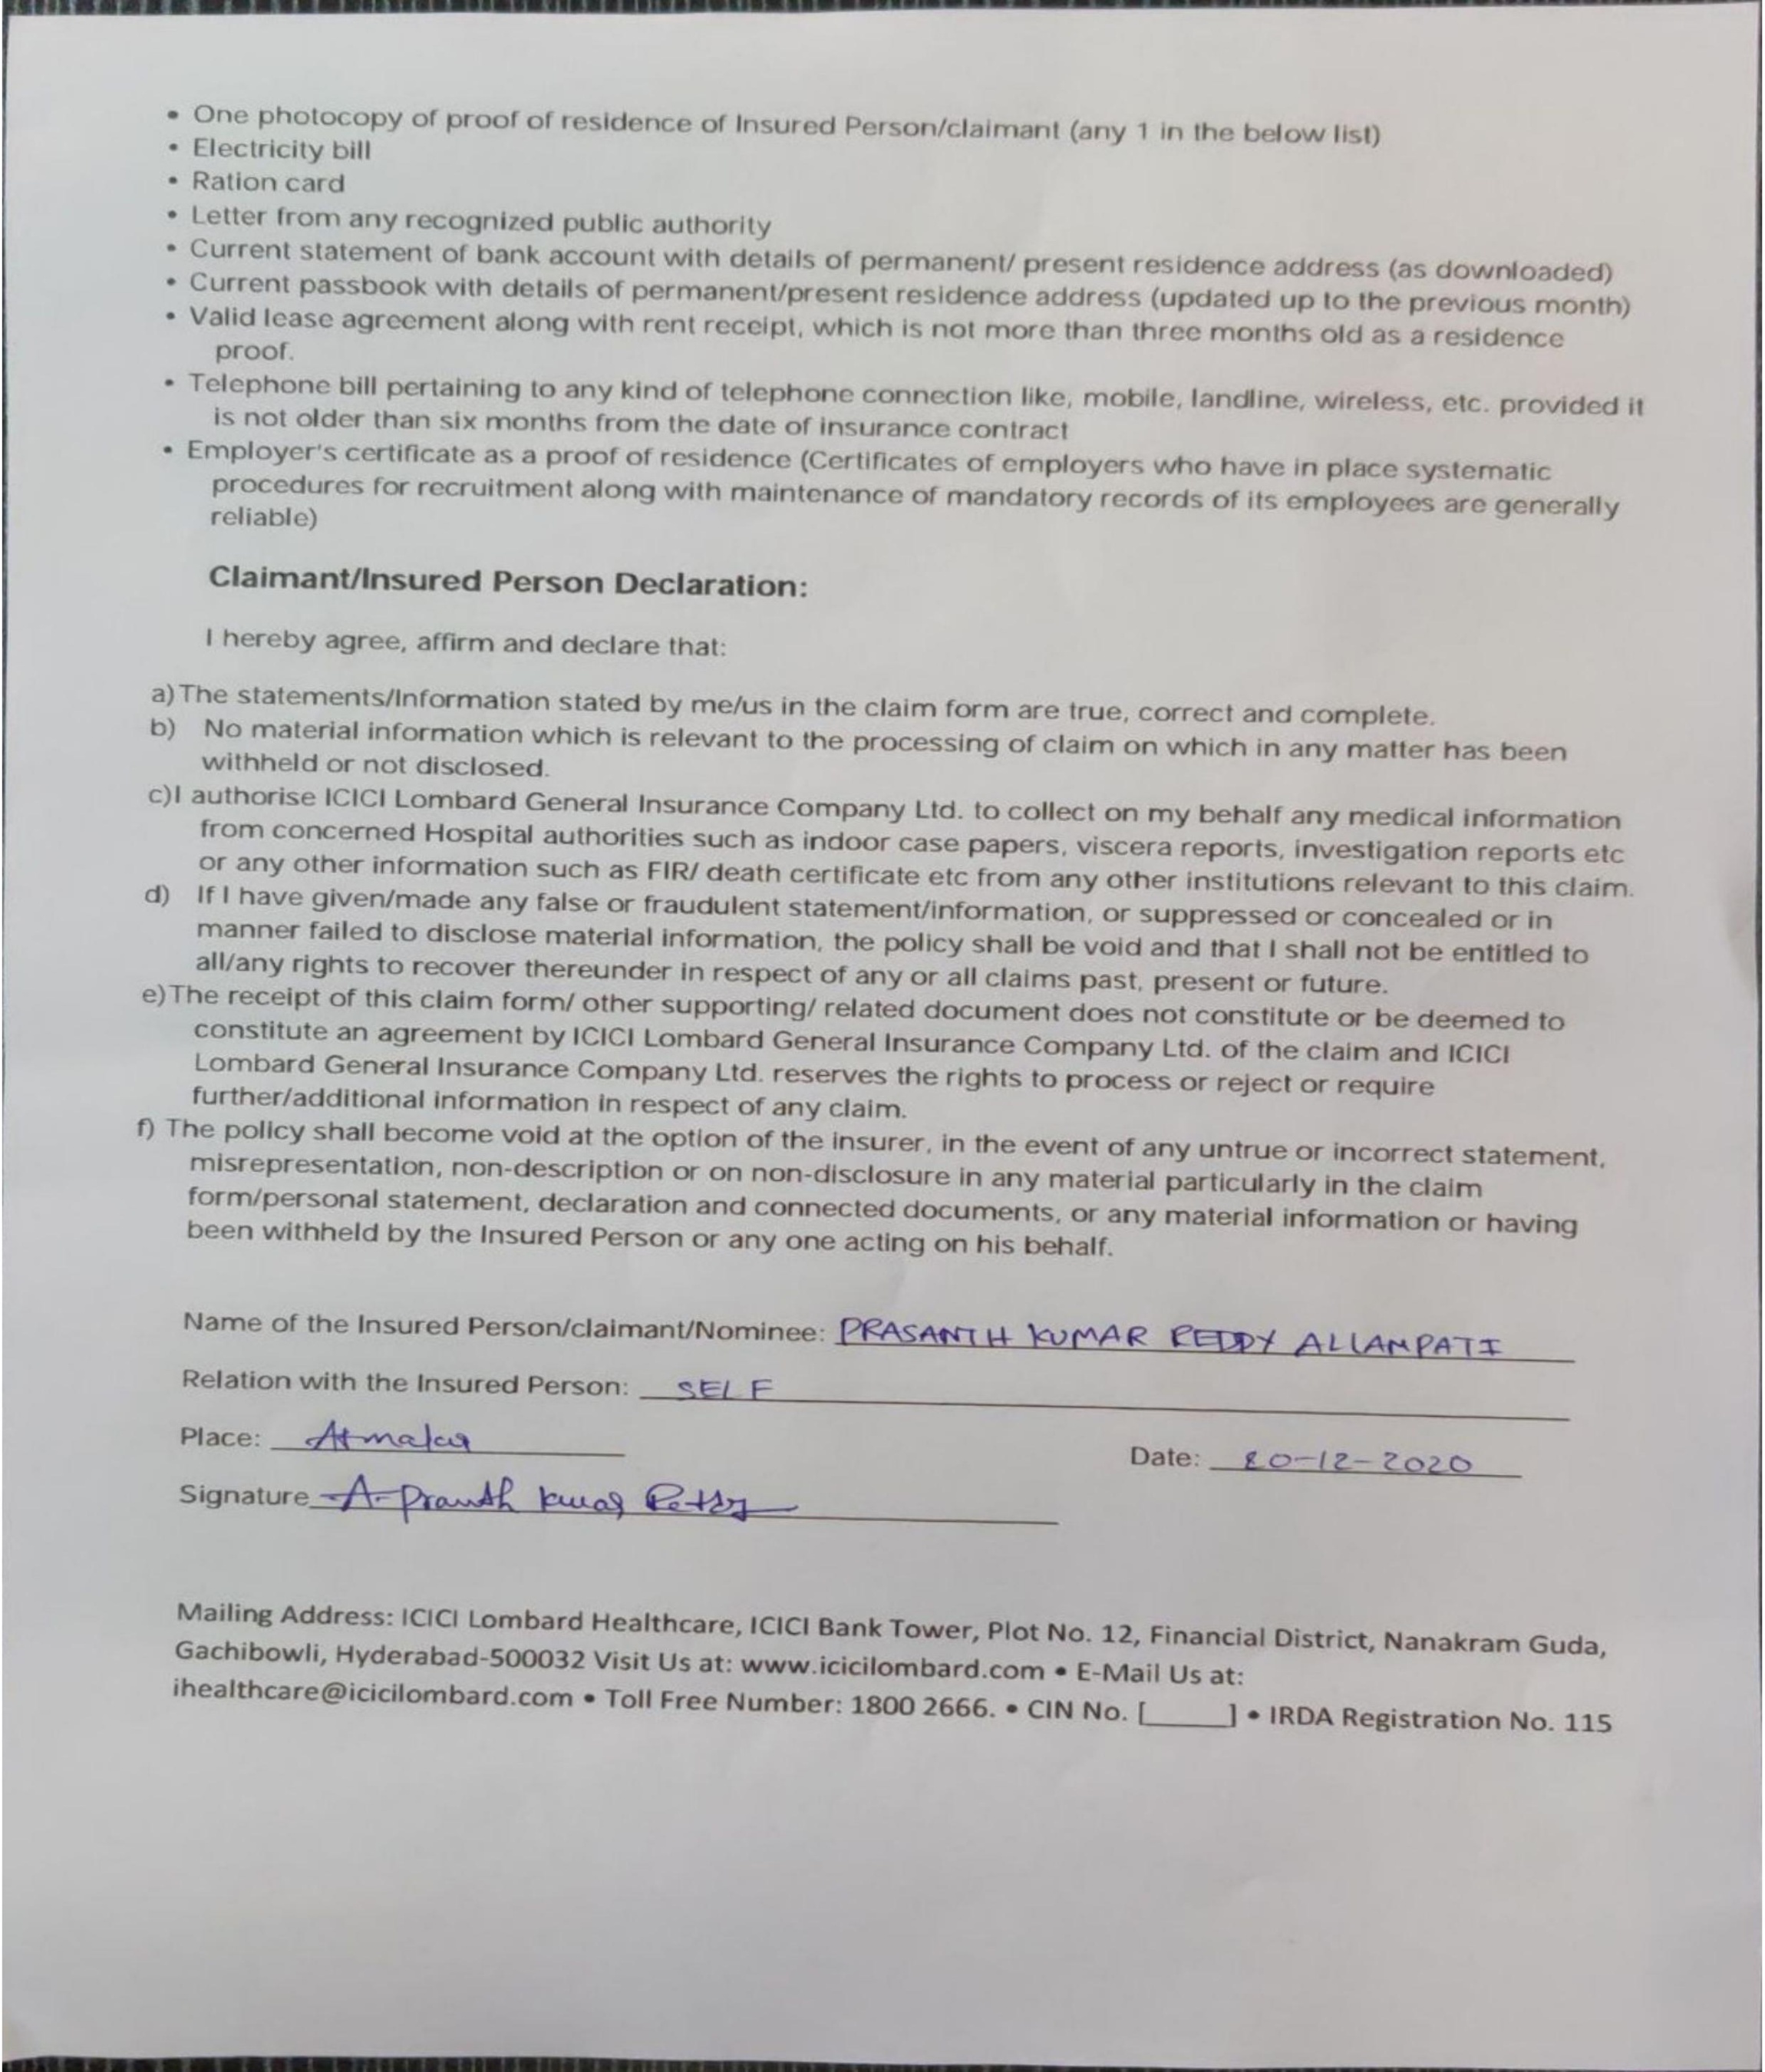 • One photocopy of proof of residence of Insured Person/claimant (any 1 in the below list)
• Electricity bill
• Ration card
• Letter from any recognized public authority
• Current statement of bank account with details of permanent/ present residence address (as downloaded)
• Current passbook with details of permanent/present residence address (updated up to the previous month)
• Valid lease agreement along with rent receipt, which is not more than three months old as a residence
proof.
• Telephone bill pertaining to any kind of telephone connection like, mobile, landline, wireless, etc. provided it
is not older than six months from the date of insurance contract
• Employer's certificate as a proof of residence (Certificates of employers who have in place systematic
procedures for recruitment along with maintenance of mandatory records of its employees are generally
reliable)
Claimant/Insured Person Declaration:
I hereby agree, affirm and declare that:
a) The statements/Information stated by me/us in the claim form are true, correct and complete.
b) No material information which is relevant to the processing of claim on which in any matter has been
withheld or not disclosed.
c)I authorise ICICI Lombard General Insurance Company Ltd. to collect on my behalf any medical information
from concerned Hospital authorities such as indoor case papers, viscera reports, investigation reports etc
or any other information such as FIR/ death certificate etc from any other institutions relevant to this claim.
d) If I have given/made any false or fraudulent statement/information, or suppressed or concealed or in
manner failed to disclose material information, the policy shall be void and that I shall not be entitled to
all/any rights to recover thereunder in respect of any or all claims past, present or future.
e) The receipt of this claim form/ other supporting/ related document does not constitute or be deemed to
constitute an agreement by ICICI Lombard General Insurance Company Ltd. of the claim and ICICI
Lombard General Insurance Company Ltd. reserves the rights to process or reject or require
further/additional information in respect of any claim.
f) The policy shall become void at the option of the insurer, in the event of any untrue or incorrect statement,
misrepresentation, non-description or on non-disclosure in any material particularly in the claim
form/personal statement, declaration and connected documents, or any material information or having
been withheld by the Insured Person or any one acting on his behalf.
Name of the Insured Person/claimant/Nominee: PRASANTH KUMAR REDDY ALLAMPATI
Relation with the Insured Person: SELF
Place: Atmakur
Date: 20-12-2020
Signature A. Prasanth Kumar Reddy
Mailing Address: ICICI Lombard Healthcare, ICICI Bank Tower, Plot No. 12, Financial District, Nanakram Guda,
Gachibowli, Hyderabad-500032 Visit Us at: www.icicilombard.com • E-Mail Us at:
ihealthcare@icicilombard.com • Toll Free Number: 1800 2666. • CIN No. [_____] • IRDA Registration No. 115